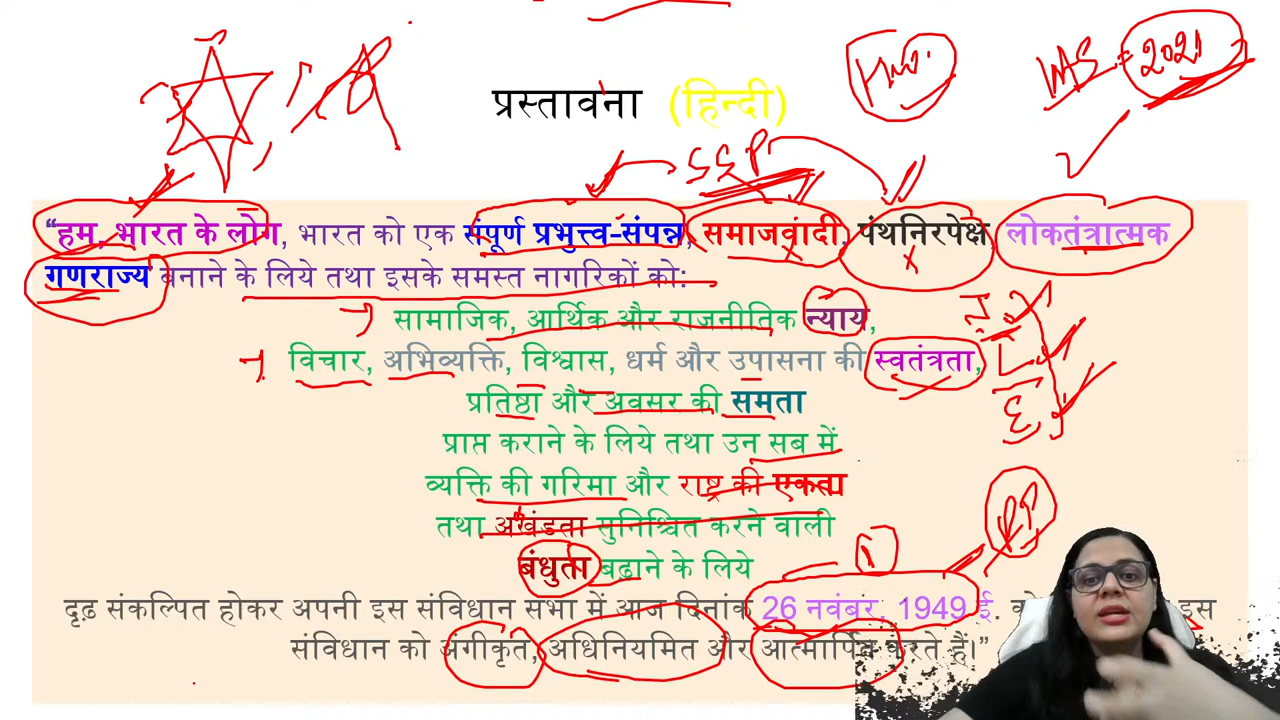 IAS = 2021
प्रस्तावना (हिन्दी)
SSP
“हम, भारत के लोग, भारत को एक संपूर्ण प्रभुत्त्व-संपन्न, समाजवादी, पंथनिरपेक्ष, लोकतंत्रात्मक
गणराज्य बनाने के लिये तथा इसके समस्त नागरिकों को:
सामाजिक, आर्थिक और राजनीतिक न्याय,
विचार, अभिव्यक्ति, विश्वास, धर्म और उपासना की स्वतंत्रता,
प्रतिष्ठा और अवसर की समता
प्राप्त कराने के लिये तथा उन सब में
व्यक्ति की गरिमा और राष्ट्र की एकता
तथा अखंडता सुनिश्चित करने वाली
बंधुता बढ़ाने के लिये
दृढ़ संकल्पित होकर अपनी इस संविधान सभा में आज दिनांक 26 नवंबर, 1949 ई. को इस
संविधान को अंगीकृत, अधिनियमित और आत्मार्पित करते हैं।”